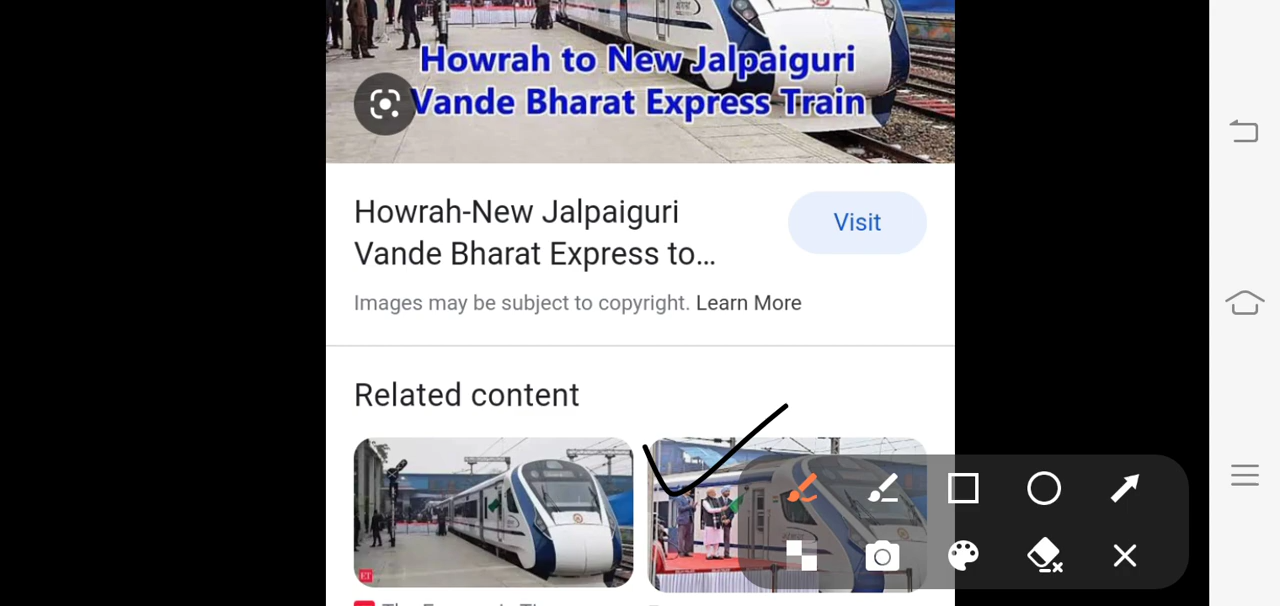 Howrah to New Jalpaiguri
Vande Bharat Express Train
Howrah-New Jalpaiguri
Vande Bharat Express to...
Visit
Images may be subject to copyright. Learn More
Related content
ET